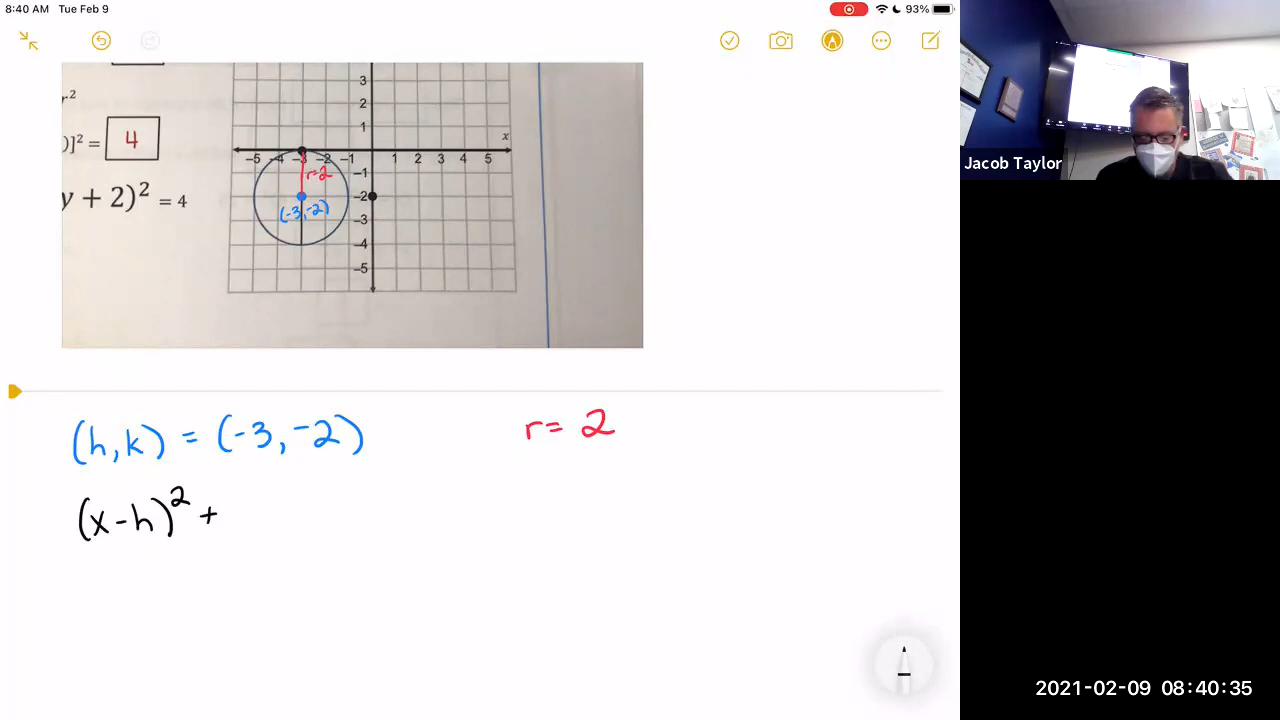 8:40 AM Tue Feb 9
93%
r²
)]² = 4
y + 2)² = 4
3
2
1
x
–5 –4 –3 –2 –1 1 2 3 4 5
r=2
–1
–2
(-3,-2)
–3
–4
–5
Jacob Taylor
(h,k) = (-3,-2) r= 2
(x-h)² +
2021-02-09 08:40:35